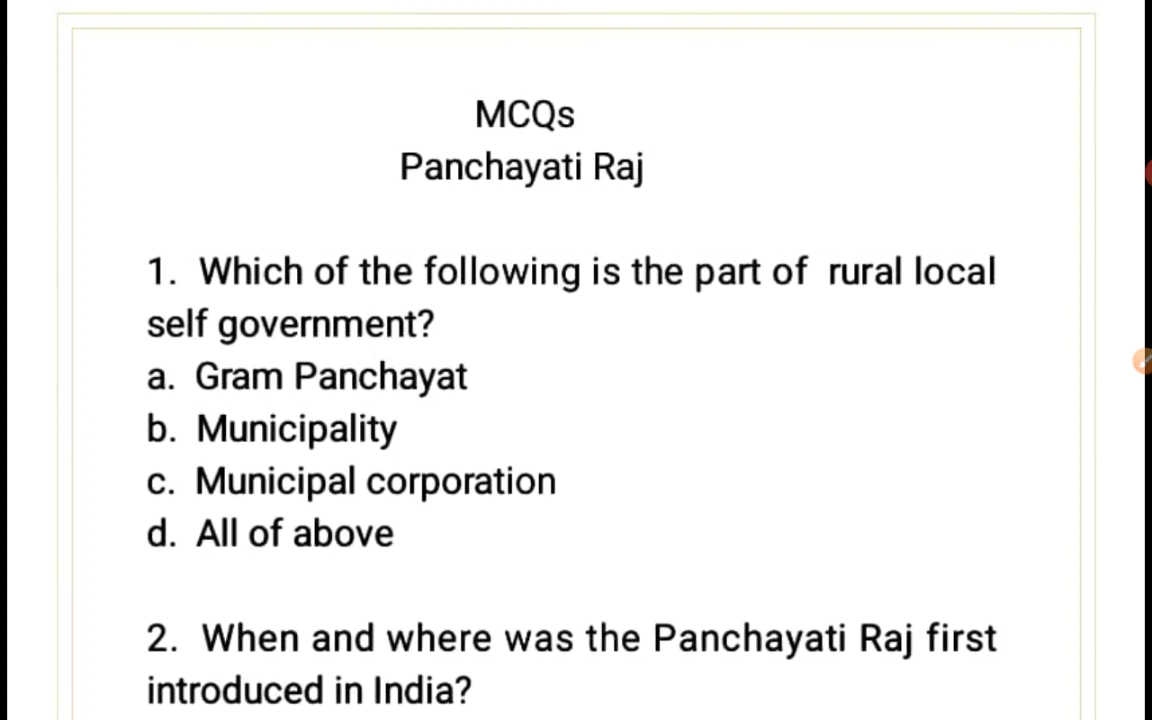 MCQs
Panchayati Raj
1. Which of the following is the part of rural local
self government?
a. Gram Panchayat
b. Municipality
c. Municipal corporation
d. All of above
2. When and where was the Panchayati Raj first
introduced in India?